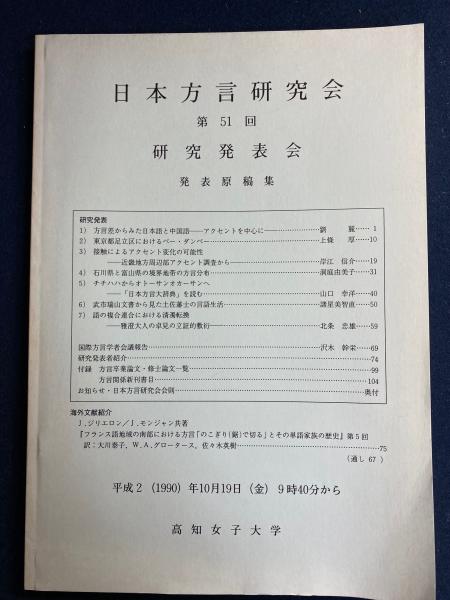 日本方言研究会
第 51 回
研究発表会
発表原稿集
研究発表
1) 方言差からみた日本語と中国語――アクセントを中心に――………………劉 麗……1
2) 東京都足立区におけるベー・ダンベー………………上條 厚……10
3) 接触によるアクセント変化の可能性
――近畿地方周辺部アクセント調査から――………………岸江 信介……19
4) 石川県と富山県の境界地帯の方言分布………………洞庭由美子……31
5) チチハハからオトーサンオカーサンへ
――「日本方言大辞典」を読む――………………山口 幸洋……40
6) 武市瑞山文書から見た土佐藩士の言語生活………………諸星美智直……50
7) 語の複合連合における清濁転換
――雅澄大人の卓見の立証的敷衍――………………北条 忠雄……59
国際方言学者会議報告………………沢木 幹栄……69
研究発表者紹介………………74
付録 方言卒業論文・修士論文一覧………………99
方言関係新刊書目………………104
お知らせ・日本方言研究会会則………………奥付
海外文献紹介
J.ジリエロン/J.モンジャン共著
『フランス語地域の南部における方言「のこぎり(鋸)で切る」とその単語家族の歴史』第5回
訳:大川泰子,W.A.グロータース,佐々木英樹………………75
(通し 67)
平成2 (1990) 年10月19日 (金) 9時40分から
高知女子大学